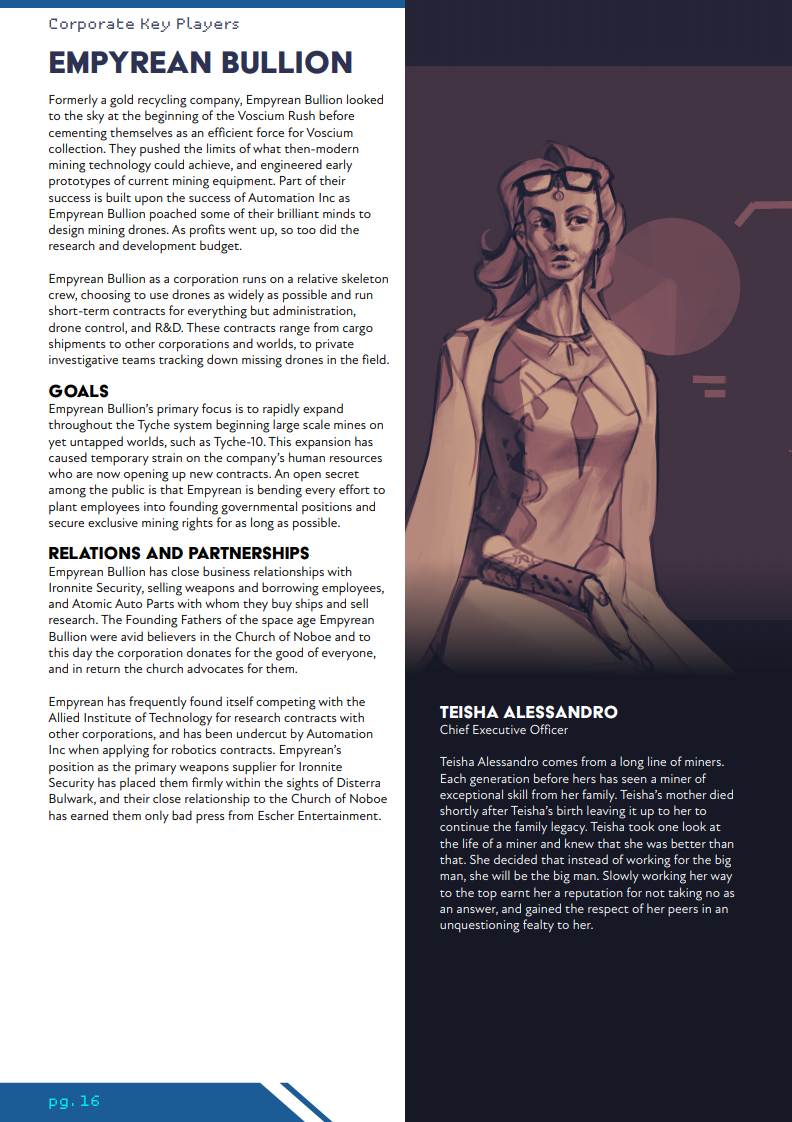 Corporate Key Players
EMPYREAN BULLION
Formerly a gold recycling company, Empyrean Bullion looked
to the sky at the beginning of the Voscium Rush before
cementing themselves as an efficient force for Voscium
collection. They pushed the limits of what then-modern
mining technology could achieve, and engineered early
prototypes of current mining equipment. Part of their
success is built upon the success of Automation Inc as
Empyrean Bullion poached some of their brilliant minds to
design mining drones. As profits went up, so too did the
research and development budget.
Empyrean Bullion as a corporation runs on a relative skeleton
crew, choosing to use drones as widely as possible and run
short-term contracts for everything but administration,
drone control, and R&D. These contracts range from cargo
shipments to other corporations and worlds, to private
investigative teams tracking down missing drones in the field.
GOALS
Empyrean Bullion's primary focus is to rapidly expand
throughout the Tyche system beginning large scale mines on
yet untapped worlds, such as Tyche-10. This expansion has
caused temporary strain on the company's human resources
who are now opening up new contracts. An open secret
among the public is that Empyrean is bending every effort to
plant employees into founding governmental positions and
secure exclusive mining rights for as long as possible.
RELATIONS AND PARTNERSHIPS
Empyrean Bullion has close business relationships with
Ironnite Security, selling weapons and borrowing employees,
and Atomic Auto Parts with whom they buy ships and sell
research. The Founding Fathers of the space age Empyrean
Bullion were avid believers in the Church of Noboe and to
this day the corporation donates for the good of everyone,
and in return the church advocates for them.
Empyrean has frequently found itself competing with the
Allied Institute of Technology for research contracts with
other corporations, and has been undercut by Automation
Inc when applying for robotics contracts. Empyrean's
position as the primary weapons supplier for Ironnite
Security has placed them firmly within the sights of Disterra
Bulwark, and their close relationship to the Church of Noboe
has earned them only bad press from Escher Entertainment.
TEISHA ALESSANDRO
Chief Executive Officer
Teisha Alessandro comes from a long line of miners.
Each generation before hers has seen a miner of
exceptional skill from her family. Teisha's mother died
shortly after Teisha's birth leaving it up to her to
continue the family legacy. Teisha took one look at
the life of a miner and knew that she was better than
that. She decided that instead of working for the big
man, she will be the big man. Slowly working her way
to the top earnt her a reputation for not taking no as
an answer, and gained the respect of her peers in an
unquestioning fealty to her.
pg.16